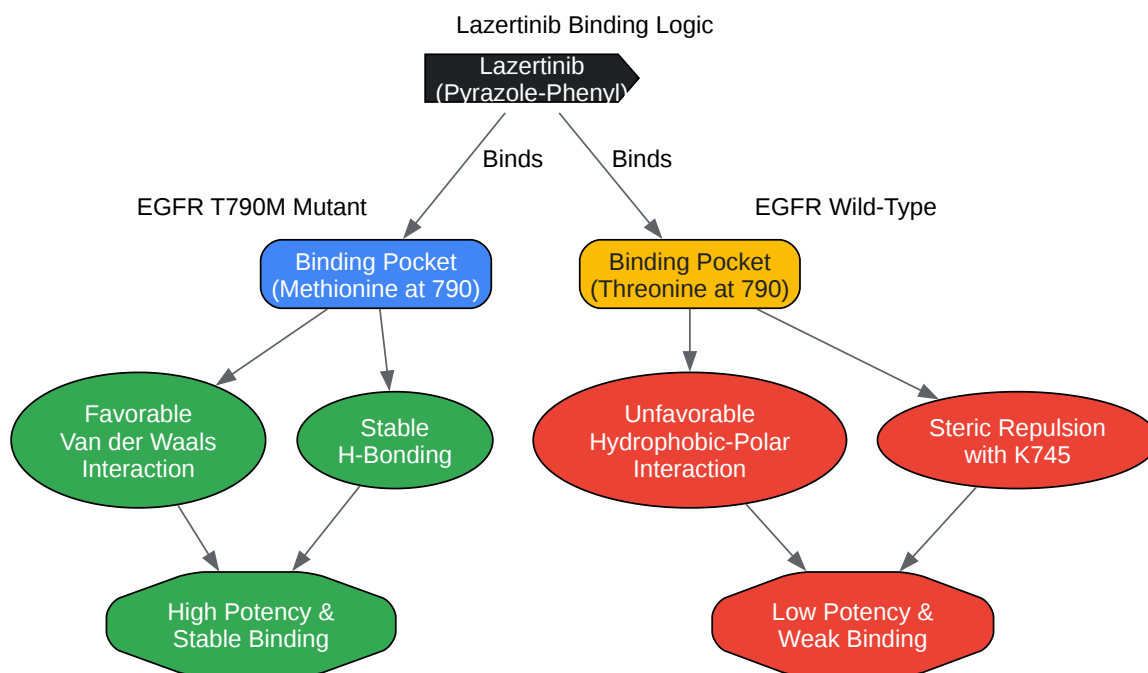 Lazertinib Binding Logic
Lazertinib
(Pyrazole-Phenyl)
Binds
Binds
EGFR T790M Mutant
EGFR Wild-Type
Binding Pocket
(Methionine at 790)
Binding Pocket
(Threonine at 790)
Favorable
Van der Waals
Interaction
Stable
H-Bonding
Unfavorable
Hydrophobic-Polar
Interaction
Steric Repulsion
with K745
High Potency &
Stable Binding
Low Potency &
Weak Binding